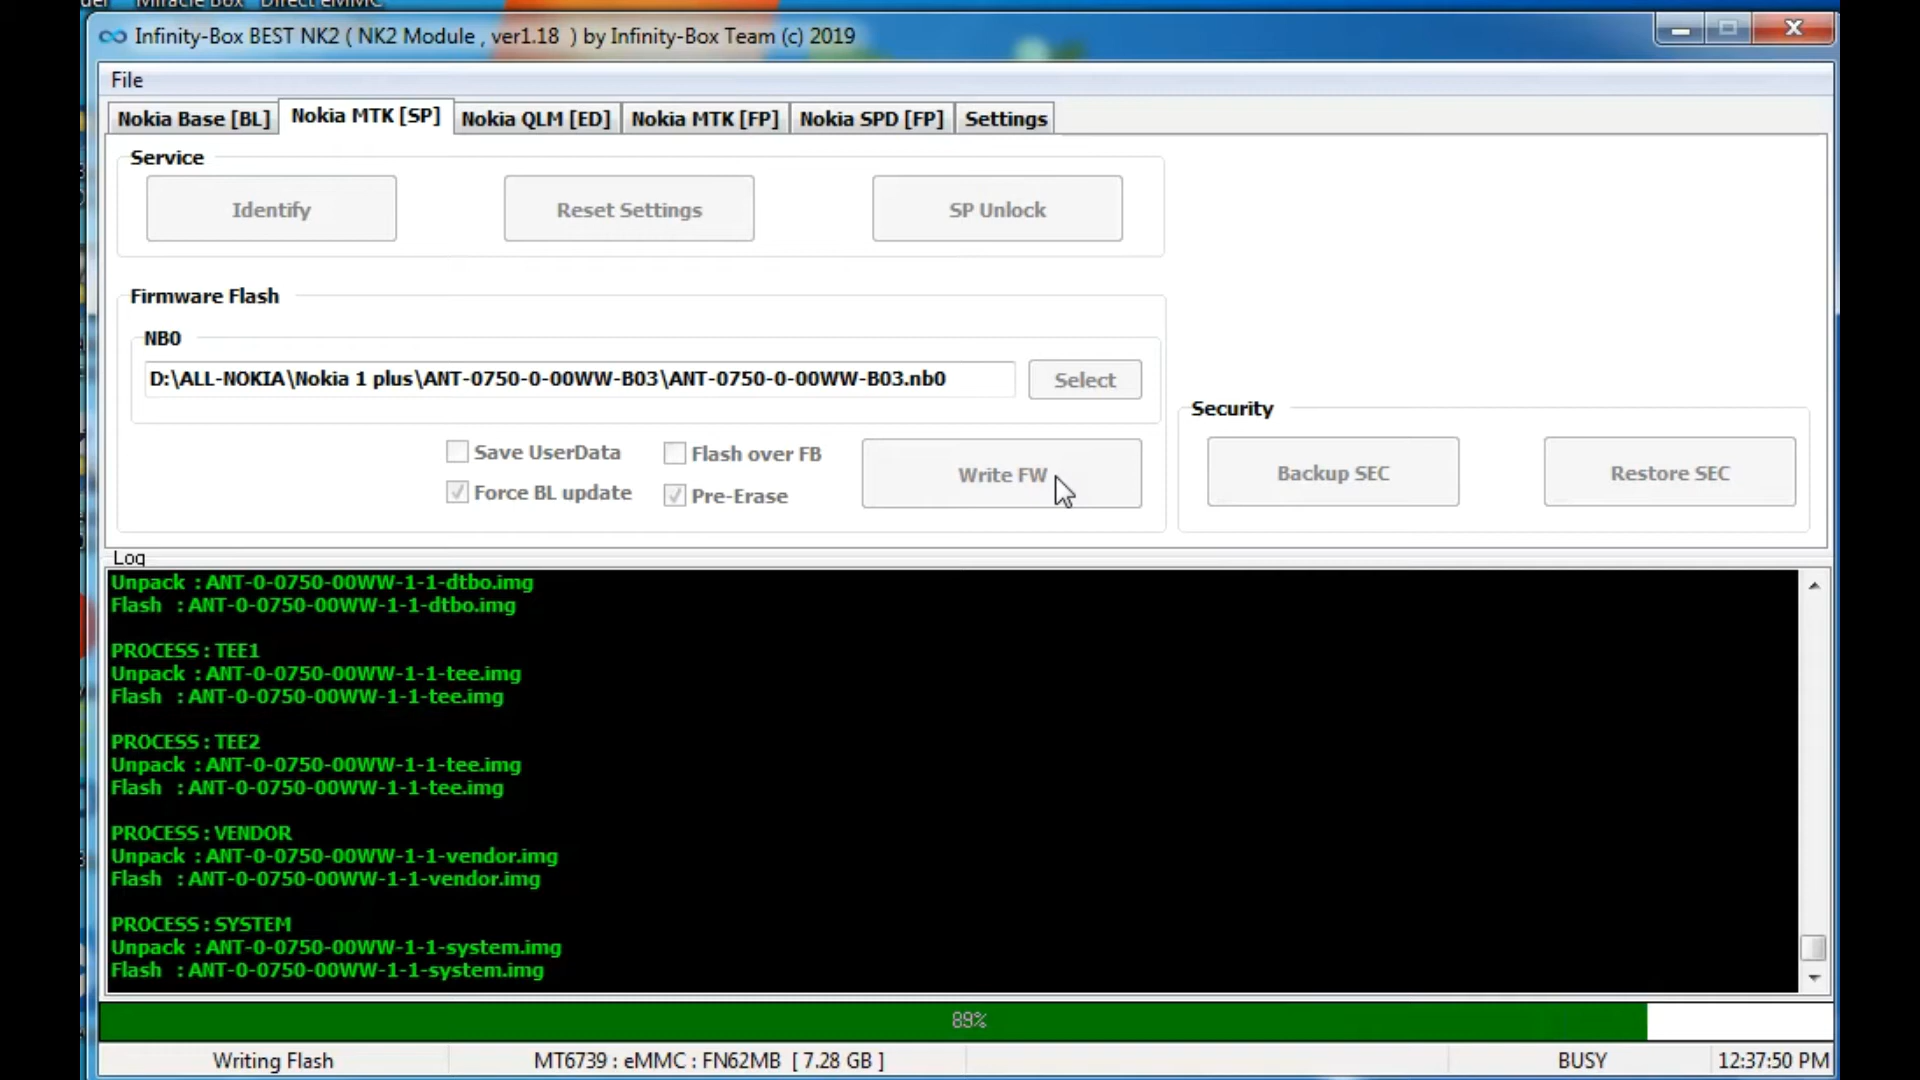 Miracle Box Direct eMMC
Infinity-Box BEST NK2 ( NK2 Module , ver1.18 ) by Infinity-Box Team (c) 2019
File
Nokia Base [BL] Nokia MTK [SP] Nokia QLM [ED] Nokia MTK [FP] Nokia SPD [FP] Settings
Service
Identify Reset Settings SP Unlock
Firmware Flash
NB0
D:\ALL-NOKIA\Nokia 1 plus\ANT-0750-0-00WW-B03\ANT-0750-0-00WW-B03.nb0 Select
Save UserData Flash over FB
Force BL update Pre-Erase
Write FW
Security
Backup SEC Restore SEC
Log
Unpack : ANT-0-0750-00WW-1-1-dtbo.img
Flash : ANT-0-0750-00WW-1-1-dtbo.img
PROCESS : TEE1
Unpack : ANT-0-0750-00WW-1-1-tee.img
Flash : ANT-0-0750-00WW-1-1-tee.img
PROCESS : TEE2
Unpack : ANT-0-0750-00WW-1-1-tee.img
Flash : ANT-0-0750-00WW-1-1-tee.img
PROCESS : VENDOR
Unpack : ANT-0-0750-00WW-1-1-vendor.img
Flash : ANT-0-0750-00WW-1-1-vendor.img
PROCESS : SYSTEM
Unpack : ANT-0-0750-00WW-1-1-system.img
Flash : ANT-0-0750-00WW-1-1-system.img
89%
Writing Flash MT6739 : eMMC : FN62MB [ 7.28 GB ] BUSY 12:37:50 PM